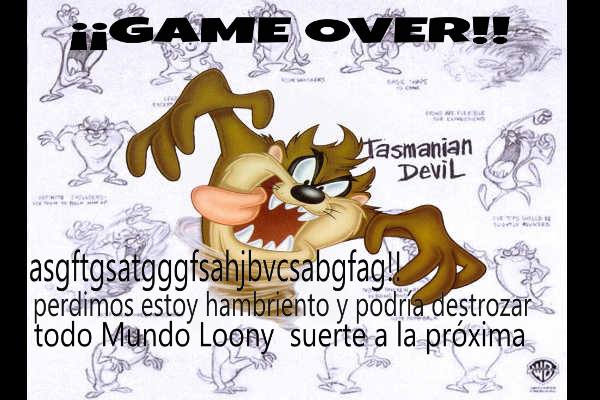 ¡¡GAME OVER!!
Tasmanian
Devil
asgftgsatgggfsahjbvcsabgfag!!
perdimos estoy hambriento y podría destrozar
todo Mundo Loony suerte a la próxima